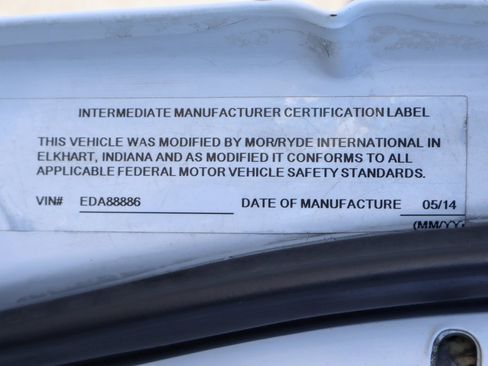 INTERMEDIATE MANUFACTURER CERTIFICATION LABEL
THIS VEHICLE WAS MODIFIED BY MOR/RYDE INTERNATIONAL IN
ELKHART, INDIANA AND AS MODIFIED IT CONFORMS TO ALL
APPLICABLE FEDERAL MOTOR VEHICLE SAFETY STANDARDS.
VIN# EDA88886 DATE OF MANUFACTURE 05/14